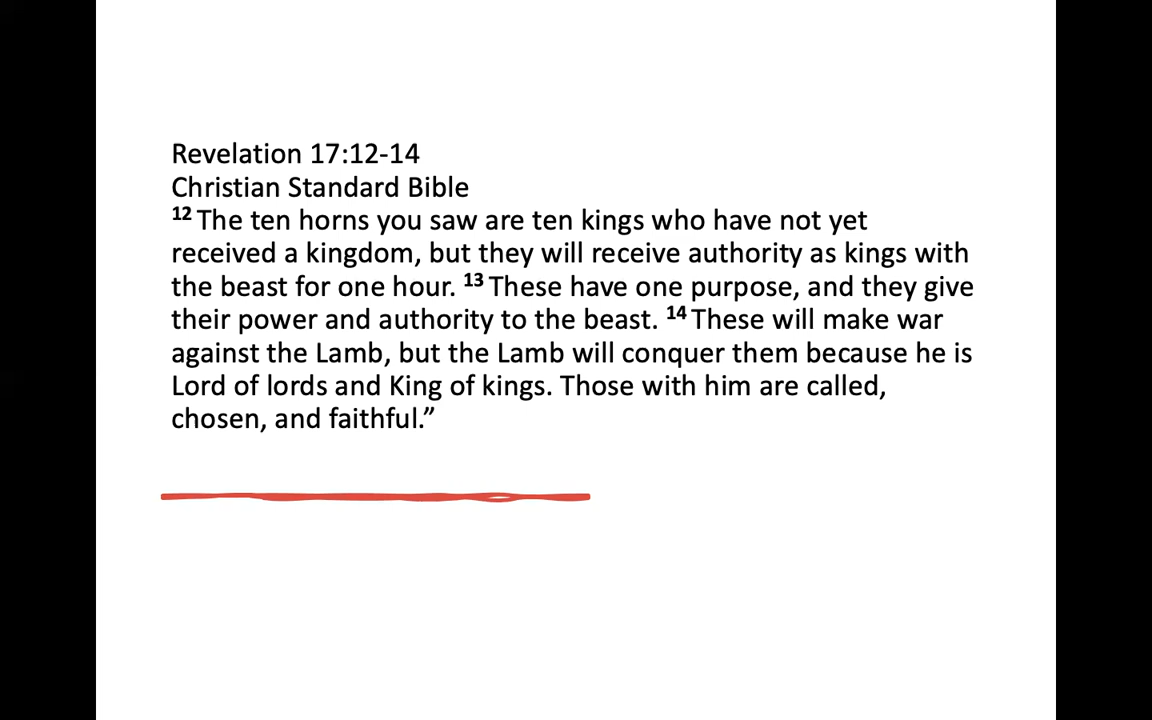 Revelation 17:12-14
Christian Standard Bible
12 The ten horns you saw are ten kings who have not yet
received a kingdom, but they will receive authority as kings with
the beast for one hour. 13 These have one purpose, and they give
their power and authority to the beast. 14 These will make war
against the Lamb, but the Lamb will conquer them because he is
Lord of lords and King of kings. Those with him are called,
chosen, and faithful.”